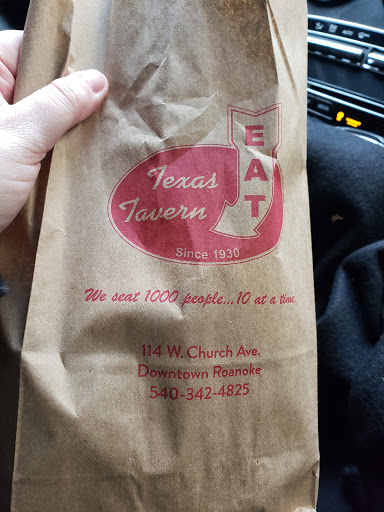 Texas
Tavern
EAT
Since 1930
We seat 1000 people...10 at a time
114 W. Church Ave.
Downtown Roanoke
540-342-4825